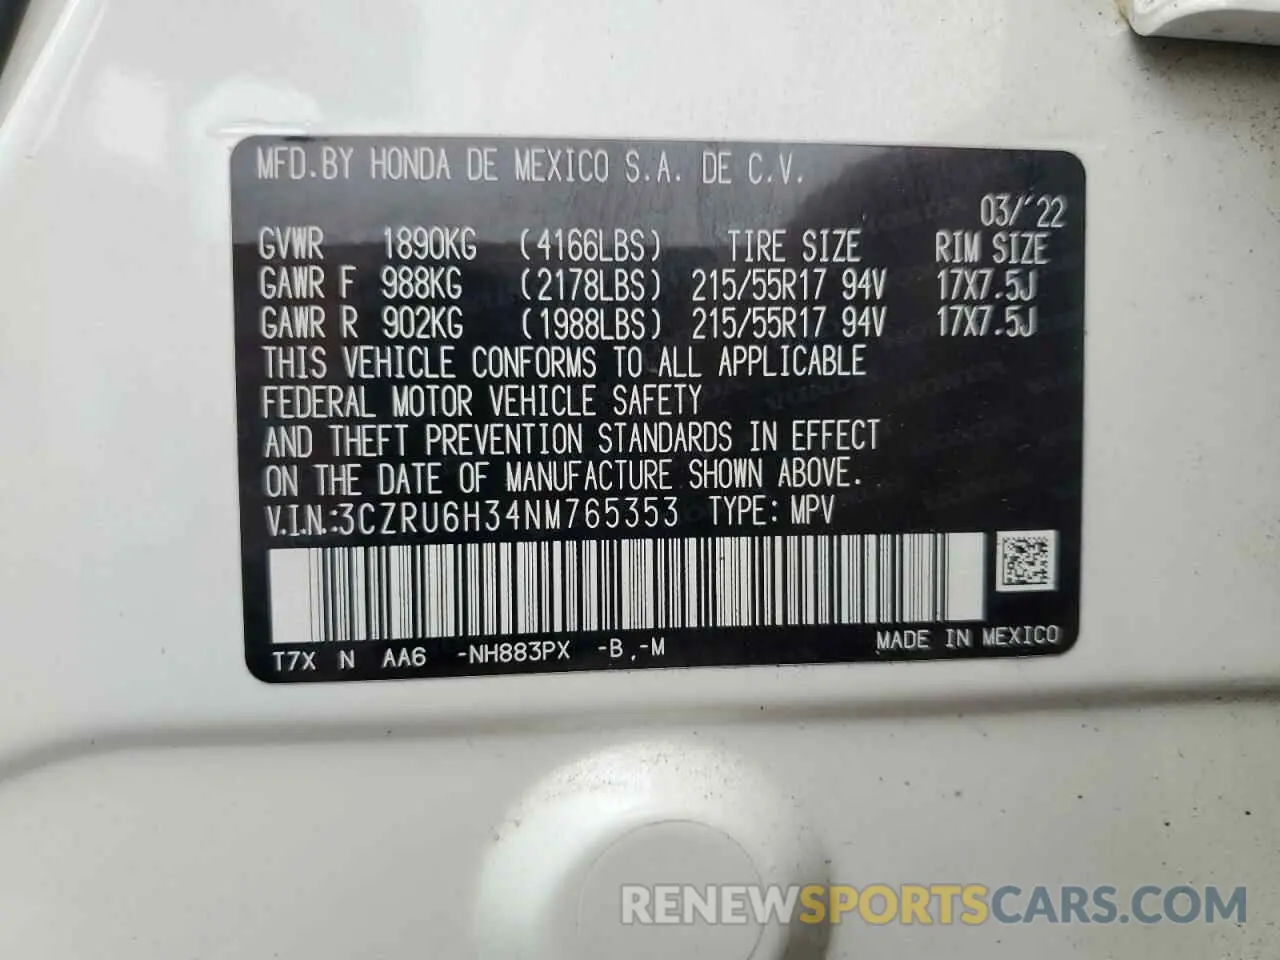 MFD.BY HONDA DE MEXICO S.A. DE C.V.
03/'22
GVWR 1890KG (4166LBS) TIRE SIZE RIM SIZE
GAWR F 988KG (2178LBS) 215/55R17 94V 17X7.5J
GAWR R 902KG (1988LBS) 215/55R17 94V 17X7.5J
THIS VEHICLE CONFORMS TO ALL APPLICABLE
FEDERAL MOTOR VEHICLE SAFETY
AND THEFT PREVENTION STANDARDS IN EFFECT
ON THE DATE OF MANUFACTURE SHOWN ABOVE.
V.I.N.:3CZRU6H34NM765353 TYPE: MPV
T7X N AA6 -NH883PX -B ,-M MADE IN MEXICO
RENEWSPORTSCARS.COM